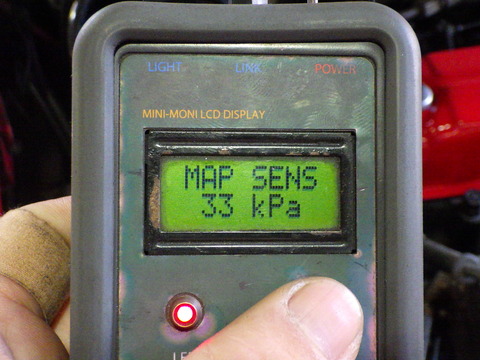 LIGHT LINK POWER
MINI-MONI LCD DISPLAY
MAP SENS
33 kPa